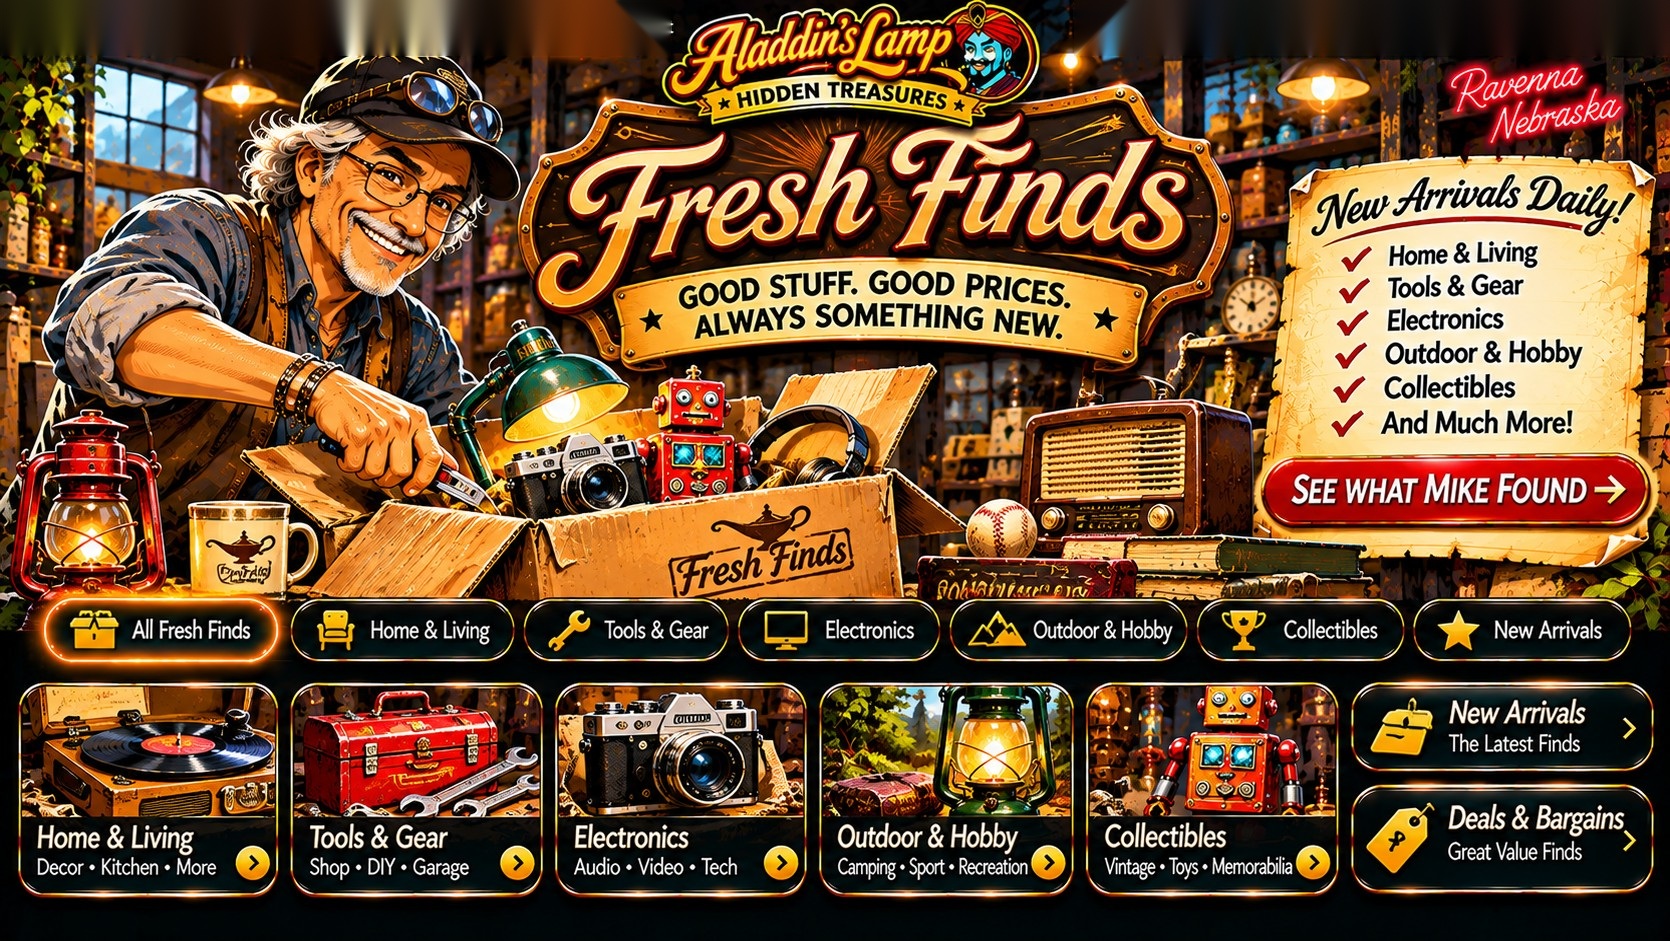 Aladdin's Lamp
HIDDEN TREASURES
Ravenna
Nebraska
Fresh Finds
GOOD STUFF. GOOD PRICES.
ALWAYS SOMETHING NEW.
New Arrivals Daily!
Home & Living
Tools & Gear
Electronics
Outdoor & Hobby
Collectibles
And Much More!
SEE WHAT MIKE FOUND
Fresh Finds
All Fresh Finds
Home & Living
Tools & Gear
Electronics
Outdoor & Hobby
Collectibles
New Arrivals
Home & Living
Decor • Kitchen • More
Tools & Gear
Shop • DIY • Garage
Electronics
Audio • Video • Tech
Outdoor & Hobby
Camping • Sport • Recreation
Collectibles
Vintage • Toys • Memorabilia
New Arrivals
The Latest Finds
Deals & Bargains
Great Value Finds